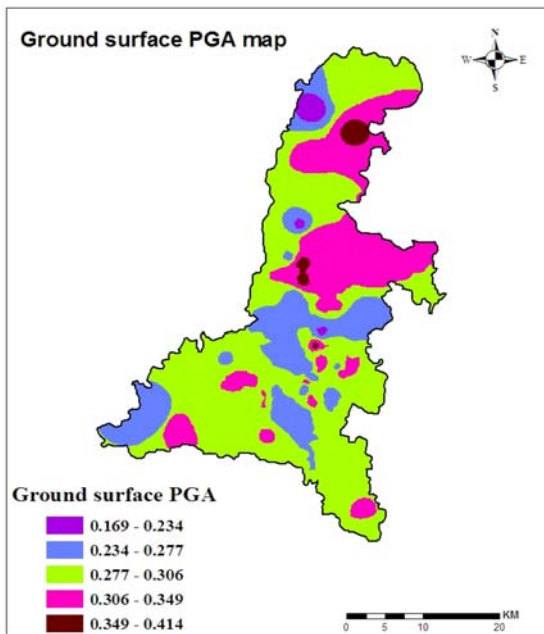 Ground surface PGA map
N
W E
S
Ground surface PGA
0.169 - 0.234
0.234 - 0.277
0.277 - 0.306
0.306 - 0.349
0.349 - 0.414
KM
0 5 10 20